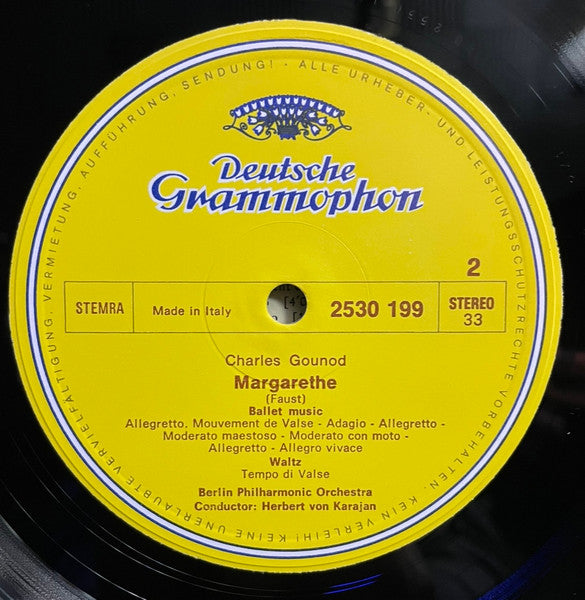 ALLE URHEBER- UND LEISTUNGSSCHUTZRECHTE VORBEHALTEN · KEIN VERLEIH! KEINE UNERLAUBTE VERVIELFÄLTIGUNG, VERMIETUNG, AUFFÜHRUNG, SENDUNG! ·
Deutsche
Grammophon
2
STEMRA
Made in Italy
2530 199
STEREO
33
Charles Gounod
Margarethe
(Faust)
Ballet music
Allegretto, Mouvement de Valse - Adagio - Allegretto -
Moderato maestoso - Moderato con moto -
Allegretto - Allegro vivace
Waltz
Tempo di Valse
Berlin Philharmonic Orchestra
Conductor: Herbert von Karajan